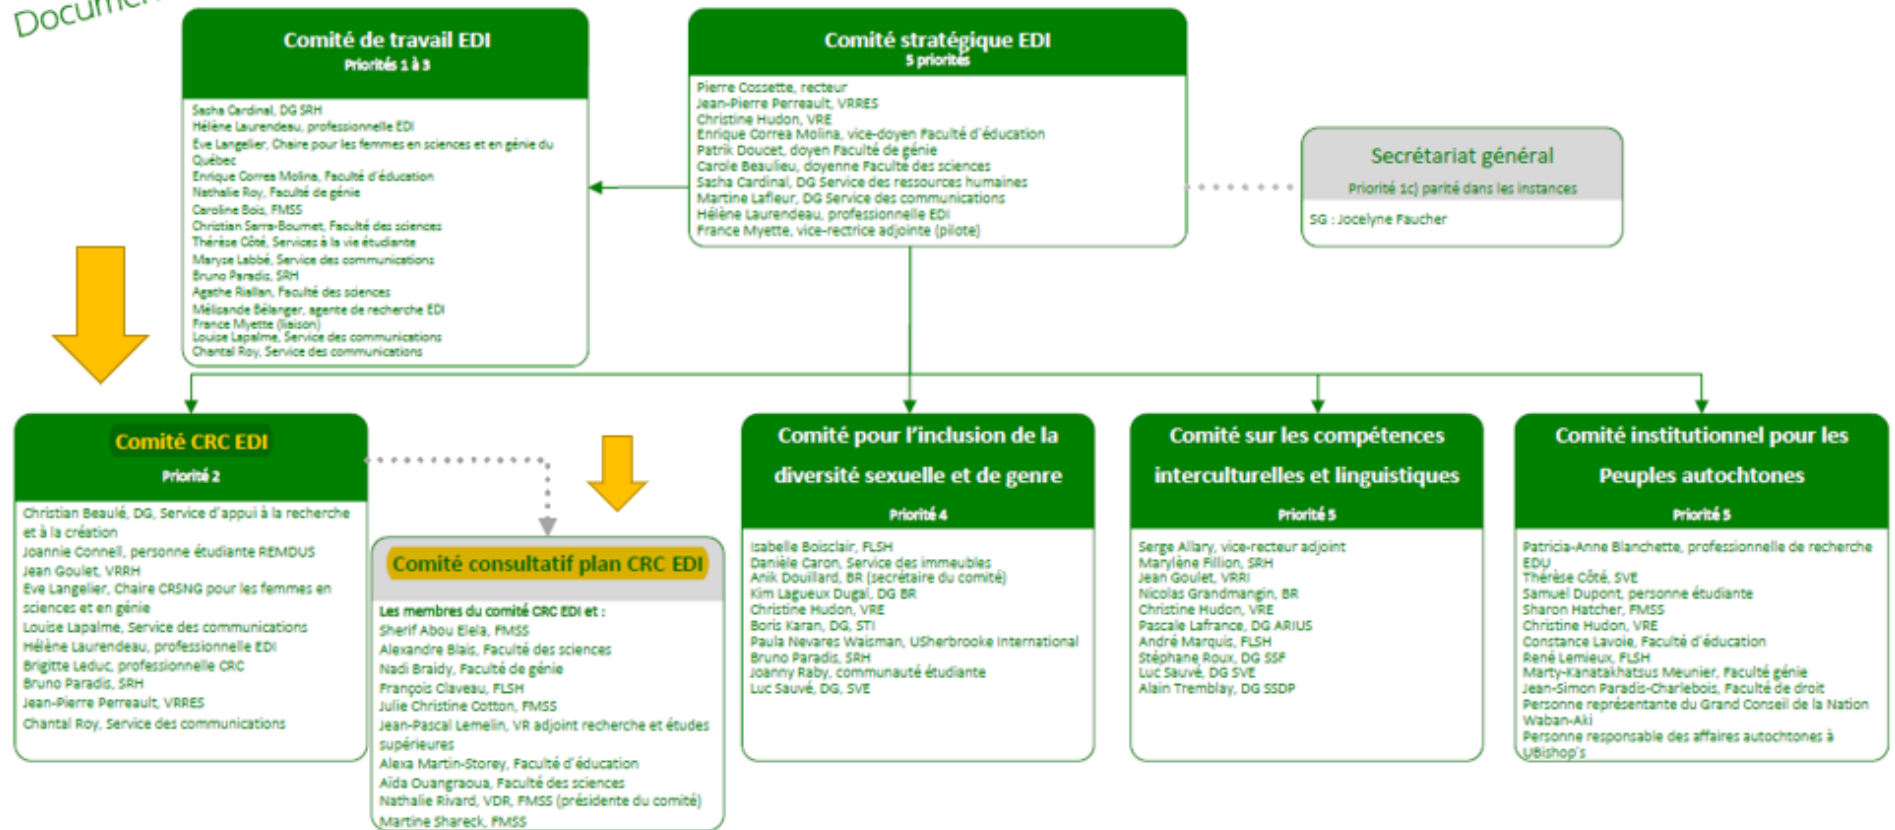 Docume
Comité de travail EDI
Priorités 1 à 3
Sasha Cardinal, DG SRH
Hélène Laurendeau, professionnelle EDI
Eve Langelier, Chaire pour les femmes en sciences et en génie du
Québec
Enrique Correa Molina, Faculté d'éducation
Nathalie Roy, Faculté de génie
Caroline Bois, FMSS
Christian Sarra-Bournet, Faculté des sciences
Thérèse Côté, Services à la vie étudiante
Maryse Labbé, Service des communications
Bruno Paradis, SRH
Agathe Riallan, Faculté des sciences
Mélisande Bélanger, agente de recherche EDI
France Myette (liaison)
Louise Lapalme, Service des communications
Chantal Roy, Service des communications
Comité stratégique EDI
5 priorités
Pierre Cossette, recteur
Jean-Pierre Perreault, VRRES
Christine Hudon, VRE
Enrique Correa Molina, vice-doyen Faculté d'éducation
Patrik Doucet, doyen Faculté de génie
Carole Beaulieu, doyenne Faculté des sciences
Sasha Cardinal, DG Service des ressources humaines
Martine Lafleur, DG Service des communications
Hélène Laurendeau, professionnelle EDI
France Myette, vice-rectrice adjointe (pilote)
Secrétariat général
Priorité 1c) parité dans les instances
SG : Jocelyne Faucher
Comité CRC EDI
Priorité 2
Christian Beaulé, DG, Service d'appui à la recherche
et à la création
Joannie Connell, personne étudiante REMDUS
Jean Goulet, VRRH
Eve Langelier, Chaire CRSNG pour les femmes en
sciences et en génie
Louise Lapalme, Service des communications
Hélène Laurendeau, professionnelle EDI
Brigitte Leduc, professionnelle CRC
Bruno Paradis, SRH
Jean-Pierre Perreault, VRRES
Chantal Roy, Service des communications
Comité consultatif plan CRC EDI
Les membres du comité CRC EDI et :
Sherif Abou Elela, FMSS
Alexandre Blais, Faculté des sciences
Nadi Braidy, Faculté de génie
François Claveau, FLSH
Julie Christine Cotton, FMSS
Jean-Pascal Lemelin, VR adjoint recherche et études
supérieures
Alexa Martin-Storey, Faculté d'éducation
Aïda Ouangraoua, Faculté des sciences
Nathalie Rivard, VDR, FMSS (présidente du comité)
Martine Shareck, FMSS
Comité pour l'inclusion de la
diversité sexuelle et de genre
Priorité 4
Isabelle Boisclair, FLSH
Danièle Caron, Service des immeubles
Anik Douillard, BR (secrétaire du comité)
Kim Lagueux Dugal, DG BR
Christine Hudon, VRE
Boris Karan, DG, STI
Paula Nevares Waisman, USherbrooke International
Bruno Paradis, SRH
Joanny Raby, communauté étudiante
Luc Sauvé, DG, SVE
Comité sur les compétences
interculturelles et linguistiques
Priorité 5
Serge Allary, vice-recteur adjoint
Marylène Fillion, SRH
Jean Goulet, VRRI
Nicolas Grandmangin, BR
Christine Hudon, VRE
Pascale Lafrance, DG ARIUS
André Marquis, FLSH
Stéphane Roux, DG SSF
Luc Sauvé, DG SVE
Alain Tremblay, DG SSDP
Comité institutionnel pour les
Peuples autochtones
Priorité 5
Patricia-Anne Blanchette, professionnelle de recherche
EDU
Thérèse Côté, SVE
Samuel Dupont, personne étudiante
Sharon Hatcher, FMSS
Christine Hudon, VRE
Constance Lavoie, Faculté d'éducation
René Lemieux, FLSH
Marty-Kanatakhatsus Meunier, Faculté génie
Jean-Simon Paradis-Charlebois, Faculté de droit
Personne représentante du Grand Conseil de la Nation
Waban-Aki
Personne responsable des affaires autochtones à
UBishop's